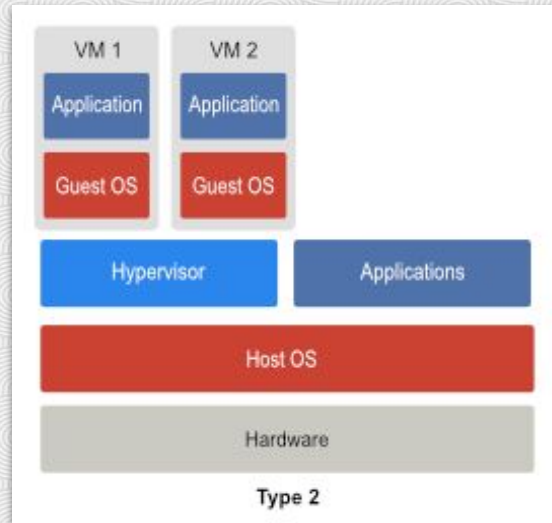 VM 1
VM 2
Application
Application
Guest OS
Guest OS
Hypervisor
Applications
Host OS
Hardware
Type 2